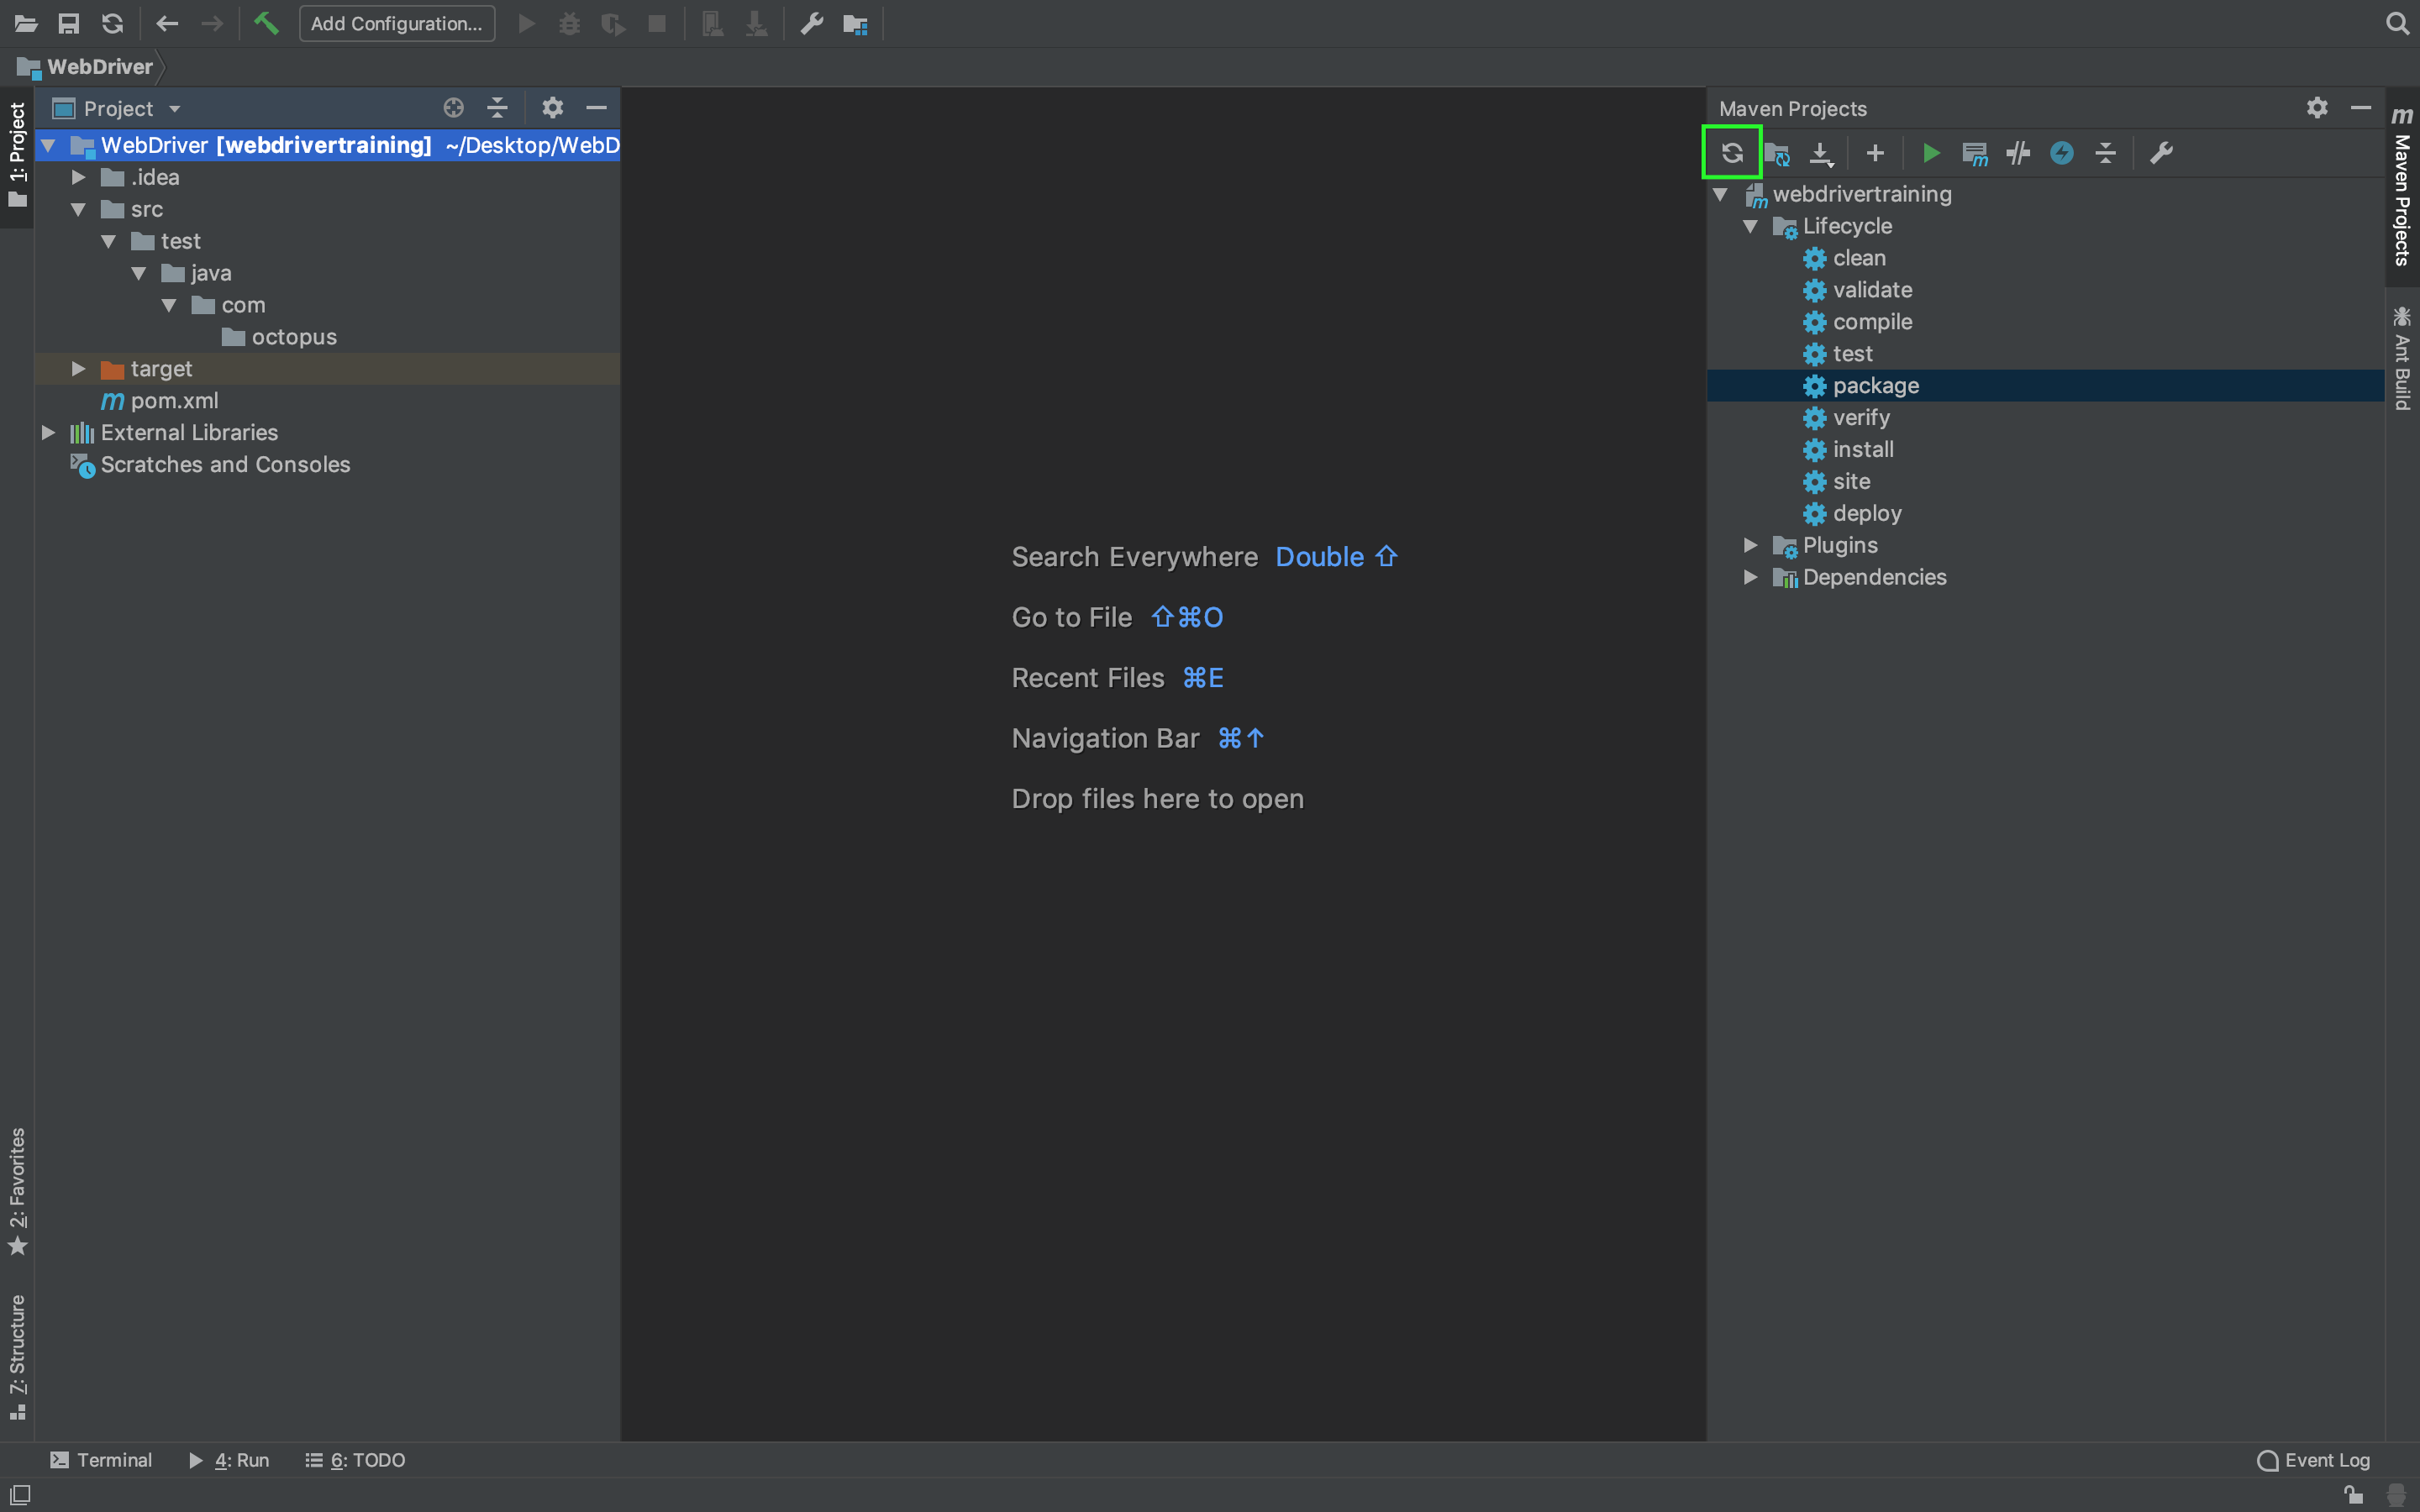 Add Configuration...
WebDriver
1: Project
Project
WebDriver [webdrivertraining] ~/Desktop/WebD
.idea
src
test
java
com
octopus
target
pom.xml
External Libraries
Scratches and Consoles
Search Everywhere Double ⇧
Go to File ⇧⌘O
Recent Files ⌘E
Navigation Bar ⌘↑
Drop files here to open
Maven Projects
webdrivertraining
Lifecycle
clean
validate
compile
test
package
verify
install
site
deploy
Plugins
Dependencies
m Maven Projects
Ant Build
2: Favorites
7: Structure
Terminal
4: Run
6: TODO
Event Log